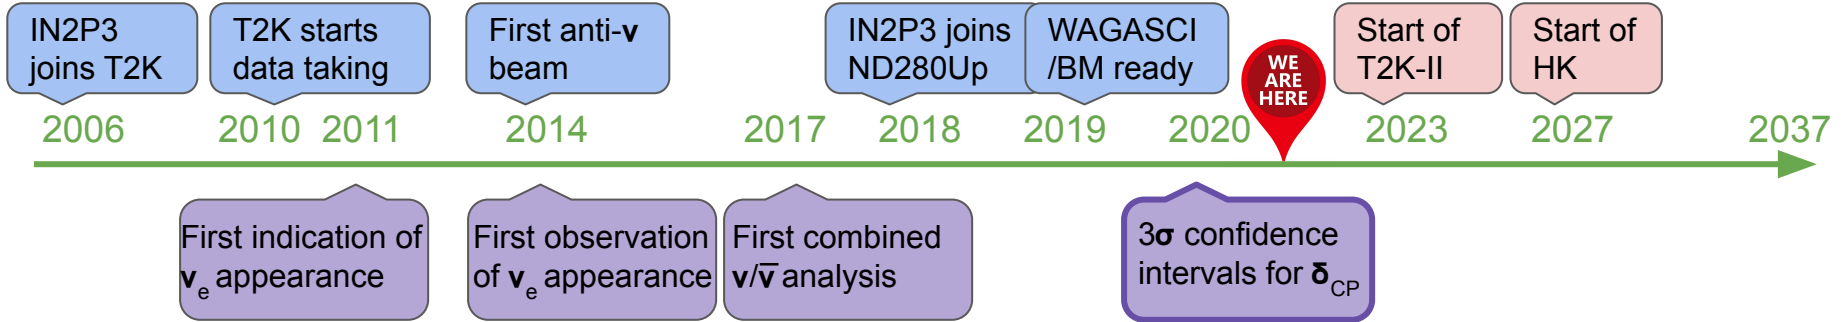 IN2P3
joins T2K
T2K starts
data taking
First anti-ν
beam
IN2P3 joins
ND280Up
WAGASCI
/BM ready
WE
ARE
HERE
Start of
T2K-II
Start of
HK
2006
2010
2011
2014
2017
2018
2019
2020
2023
2027
2037
First indication of
νe appearance
First observation
of νe appearance
First combined
ν/ν̅ analysis
3σ confidence
intervals for δCP